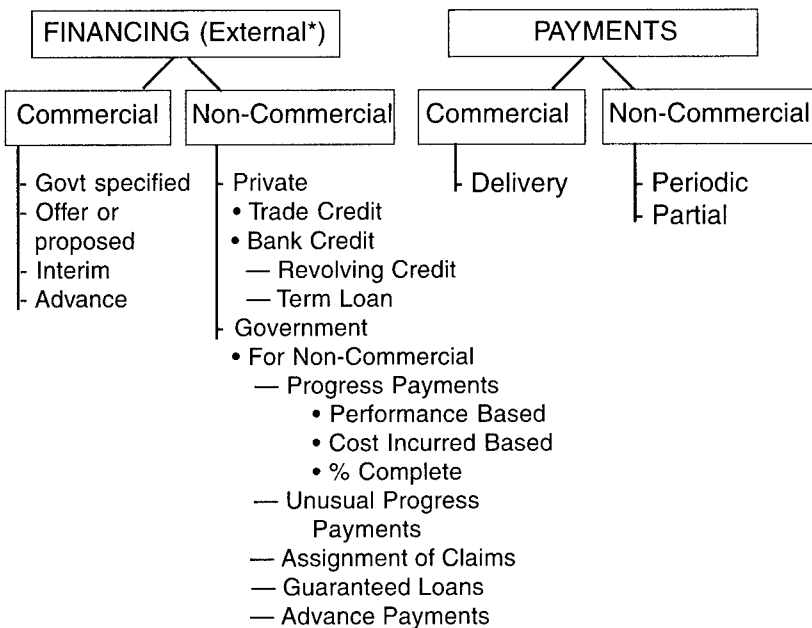 FINANCING (External*)
PAYMENTS
Commercial
Non-Commercial
Commercial
Non-Commercial
- Govt specified
- Offer or
proposed
- Interim
- Advance
- Private
• Trade Credit
• Bank Credit
— Revolving Credit
— Term Loan
- Government
• For Non-Commercial
— Progress Payments
• Performance Based
• Cost Incurred Based
• % Complete
— Unusual Progress
Payments
— Assignment of Claims
— Guaranteed Loans
— Advance Payments
- Delivery
- Periodic
- Partial